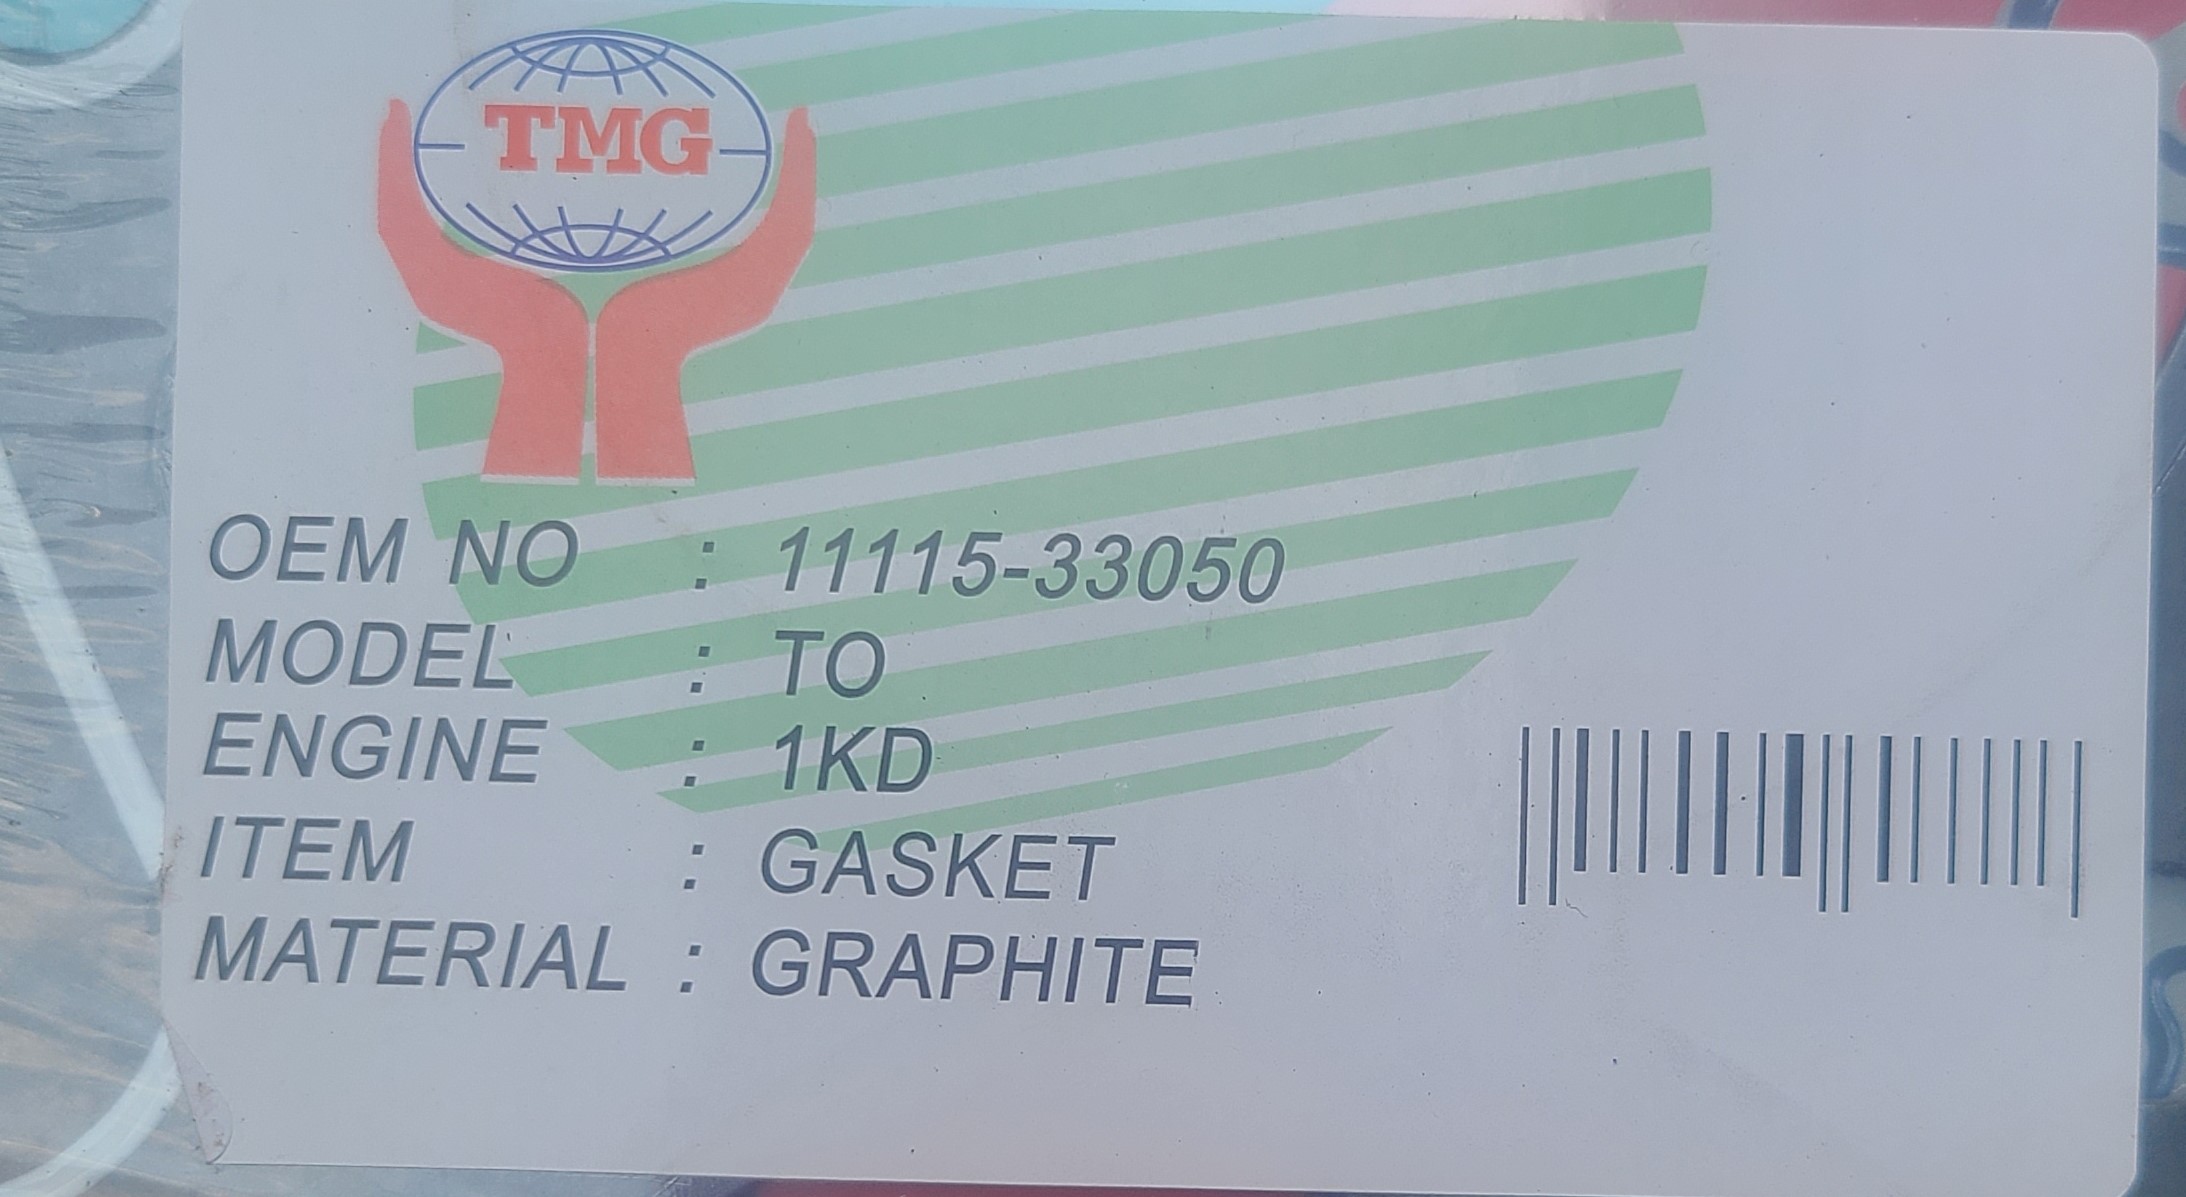 TMG
OEM NO : 11115-33050
MODEL : TO
ENGINE : 1KD
ITEM : GASKET
MATERIAL : GRAPHITE